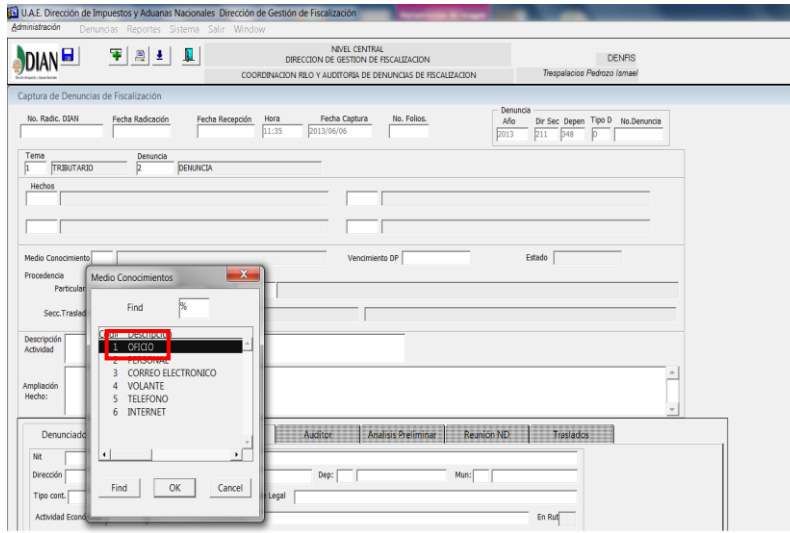 U.A.E. Dirección de Impuestos y Aduanas Nacionales Dirección de Gestión de Fiscalización
Administración Denuncias Reportes Sistema Salir Window
DIAN
NIVEL CENTRAL
DIRECCION DE GESTION DE FISCALIZACION
DENFIS
COORDINACION RILO Y AUDITORIA DE DENUNCIAS DE FISCALIZACION
Trespalacios Pedrozo Ismael
Captura de Denuncias de Fiscalización
No. Radic. DIAN Fecha Radicación Fecha Recepción Hora Fecha Captura No. Folios.
11:35 2013/06/06
Denuncia
Año Dir Sec Depen Tipo D No.Denuncia
2013 211 348 D
Tema Denuncia
1 TRIBUTARIO 2 DENUNCIA
Hechos
Medio Conocimiento Vencimiento DP Estado
Procedencia
Particular
Secc.Traslad
Medio Conocimientos
X
Find %
Descripción
1 OFICIO
2 PERSONAL
3 CORREO ELECTRONICO
4 VOLANTE
5 TELEFONO
6 INTERNET
Find OK Cancel
Descripción
Actividad
Ampliación
Hecho:
Denunciado Auditor Analisis Preliminar Reunión ND Traslados
Nit
Dirección Dep: Mun:
Tipo cont. Legal
Actividad Econó En Rut